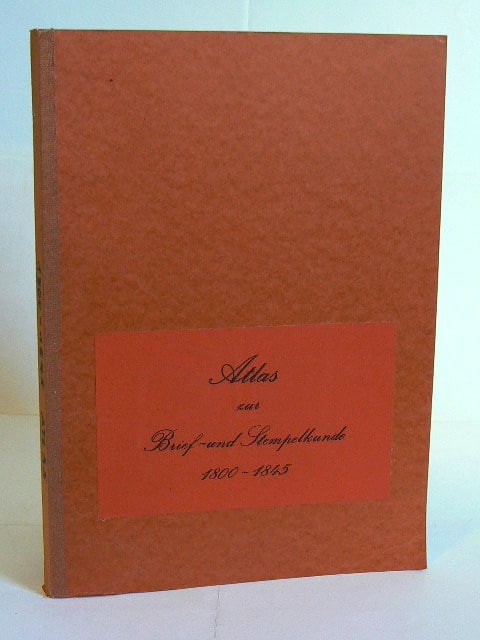 Atlas
zur
Brief- und Stempelkunde
1800 - 1845